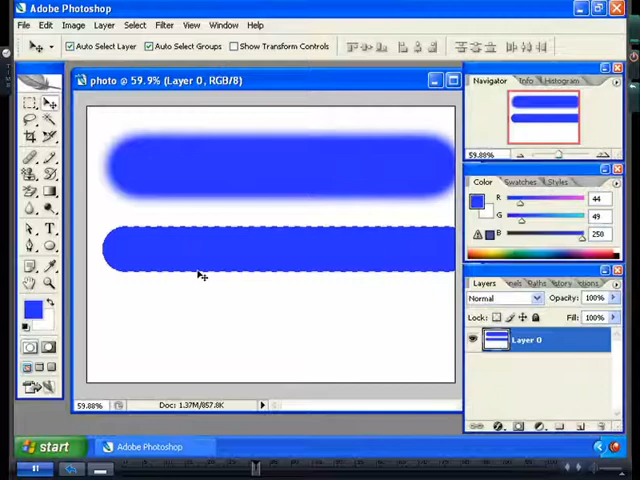 Adobe Photoshop
File Edit Image Layer Select Filter View Window Help
Auto Select Layer Auto Select Groups Show Transform Controls
photo @ 59.9% (Layer 0, RGB/8)
Navigator Info Histogram
59.88%
Color Swatches Styles
R 44
G 49
B 250
Layers Paths
Normal Opacity: 100%
Lock: Fill: 100%
Layer 0
59.88% Doc: 1.37M/857.8K
start Adobe Photoshop